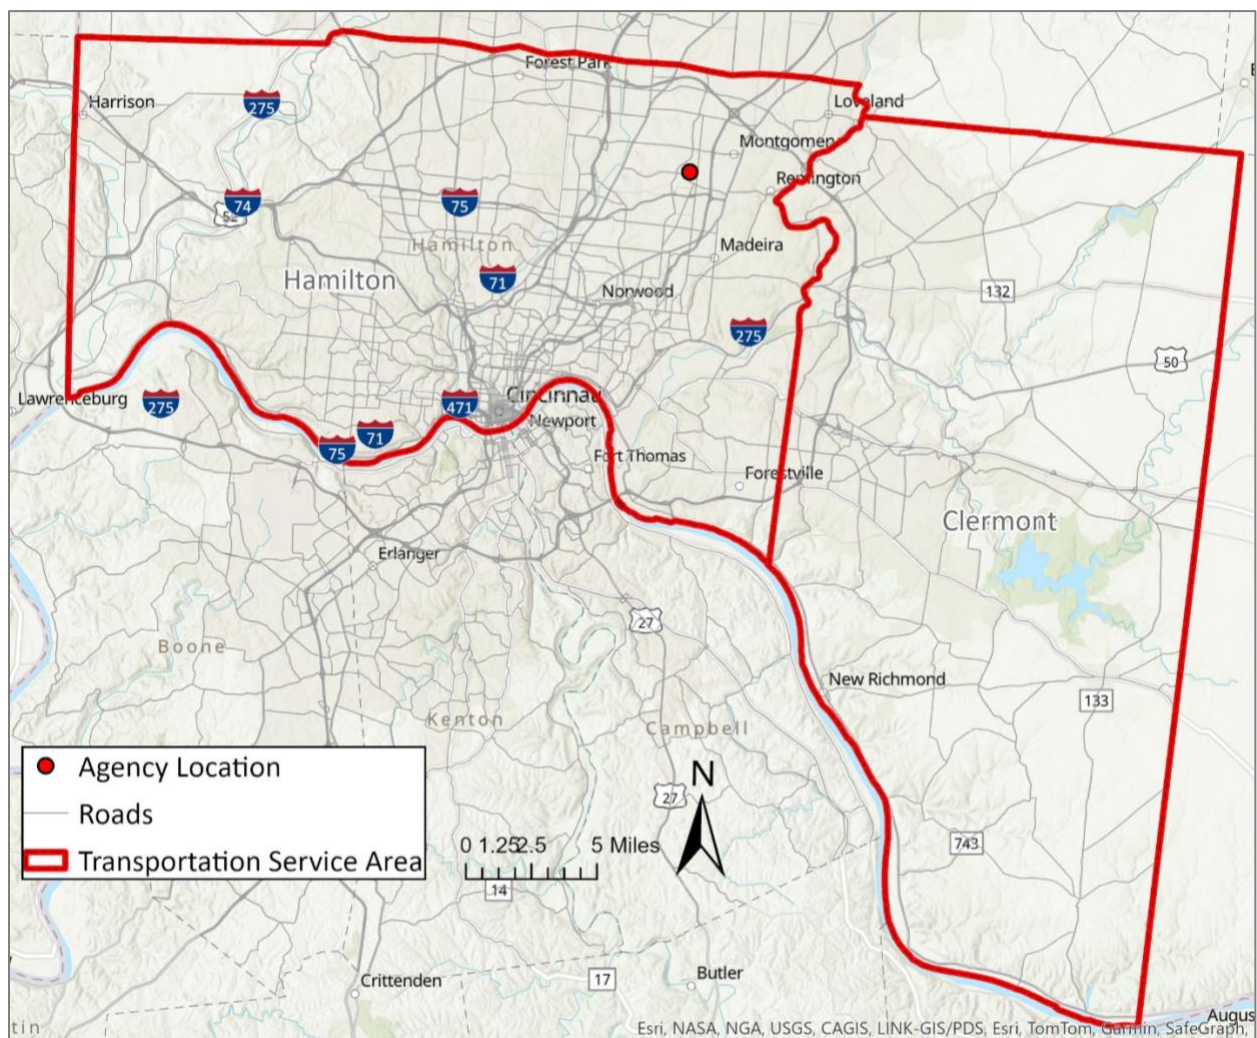 Forest Park
Loveland
Harrison
275
Montgomery
Remington
74
75
52
Hamilton
Madeira
Hamilton
71
Norwood
132
275
50
Lawrenceburg
275
471
Cincinnati
Newport
71
75
Fort Thomas
Forestville
Clermont
Erlanger
27
Boone
New Richmond
133
Kenton
Campbell
Agency Location
N
27
Roads
0 1.25 2.5 5 Miles
743
Transportation Service Area
14
Crittenden
17
Butler
Augus
tin
Esri, NASA, NGA, USGS, CAGIS, LINK-GIS/PDS, Esri, TomTom, Garmin, SafeGraph,